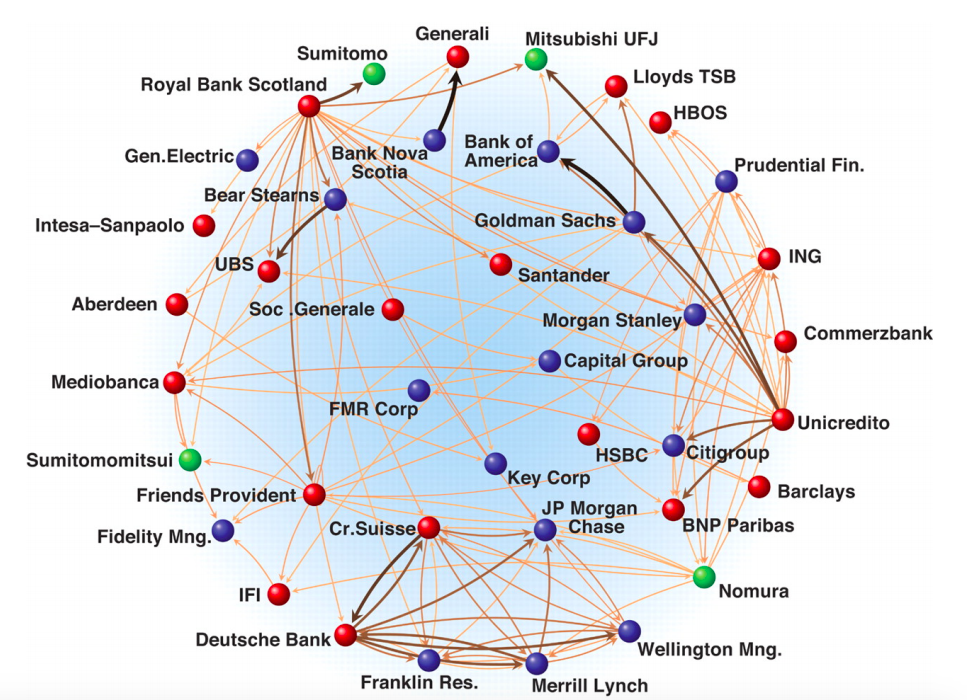 Generali
Mitsubishi UFJ
Sumitomo
Royal Bank Scotland
Lloyds TSB
HBOS
Gen.Electric
Bank Nova
Scotia
Bank of
America
Prudential Fin.
Bear Stearns
Intesa–Sanpaolo
Goldman Sachs
UBS
Santander
ING
Aberdeen
Soc .Generale
Morgan Stanley
Commerzbank
Mediobanca
Capital Group
FMR Corp
Unicredito
HSBC
Citigroup
Sumitomomitsui
Key Corp
Friends Provident
Barclays
Fidelity Mng.
Cr.Suisse
JP Morgan
Chase
BNP Paribas
IFI
Nomura
Deutsche Bank
Wellington Mng.
Franklin Res.
Merrill Lynch